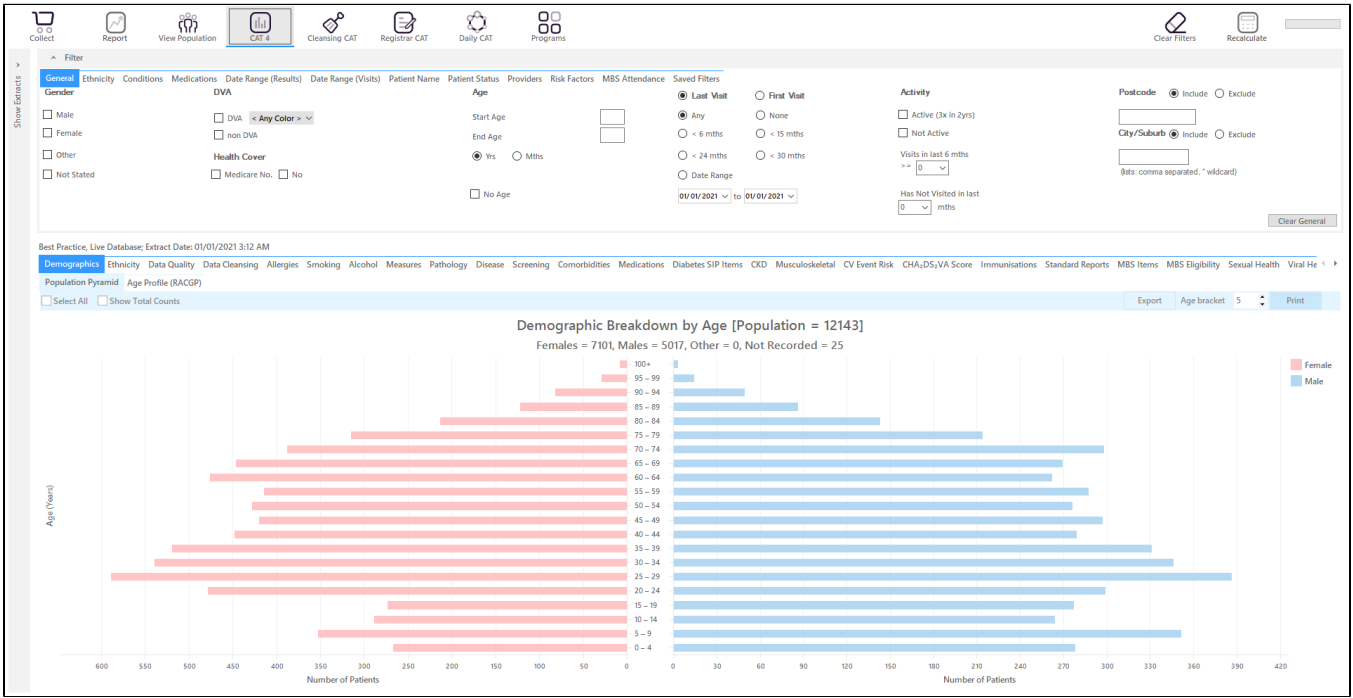 Collect Report View Population CAT 4 Cleansing CAT Registrar CAT Daily CAT Programs Clear Filters Recalculate
Show Extracts
Filter
General Ethnicity Conditions Medications Date Range (Results) Date Range (Visits) Patient Name Patient Status Providers Risk Factors MBS Attendance Saved Filters
Gender DVA Age Last Visit First Visit Activity Postcode Include Exclude
Male DVA < Any Color > Start Age Any None Active (3x in 2yrs)
Female non DVA End Age < 6 mths < 15 mths Not Active City/Suburb Include Exclude
Other Health Cover Yrs Mths < 24 mths < 30 mths Visits in last 6 mths
>= 0
Not Stated Medicare No. No Date Range (lists: comma separated, * wildcard)
No Age 01/01/2021 to 01/01/2021 Has Not Visited in last
0 mths
Clear General
Best Practice, Live Database; Extract Date: 01/01/2021 3:12 AM
Demographics Ethnicity Data Quality Data Cleansing Allergies Smoking Alcohol Measures Pathology Disease Screening Comorbidities Medications Diabetes SIP Items CKD Musculoskeletal CV Event Risk CHA₂DS₂VA Score Immunisations Standard Reports MBS Items MBS Eligibility Sexual Health Viral He
Population Pyramid Age Profile (RACGP)
Select All Show Total Counts Export Age bracket 5 Print
Demographic Breakdown by Age [Population = 12143]
Females = 7101, Males = 5017, Other = 0, Not Recorded = 25
Female
Male
100+
95 – 99
90 – 94
85 – 89
80 – 84
75 – 79
70 – 74
65 – 69
60 – 64
55 – 59
50 – 54
45 – 49
40 – 44
35 – 39
30 – 34
25 – 29
20 – 24
15 – 19
10 – 14
5 – 9
0 – 4
Age (Years)
600 550 500 450 400 350 300 250 200 150 100 50 0 0 30 60 90 120 150 180 210 240 270 300 330 360 390 420
Number of Patients Number of Patients